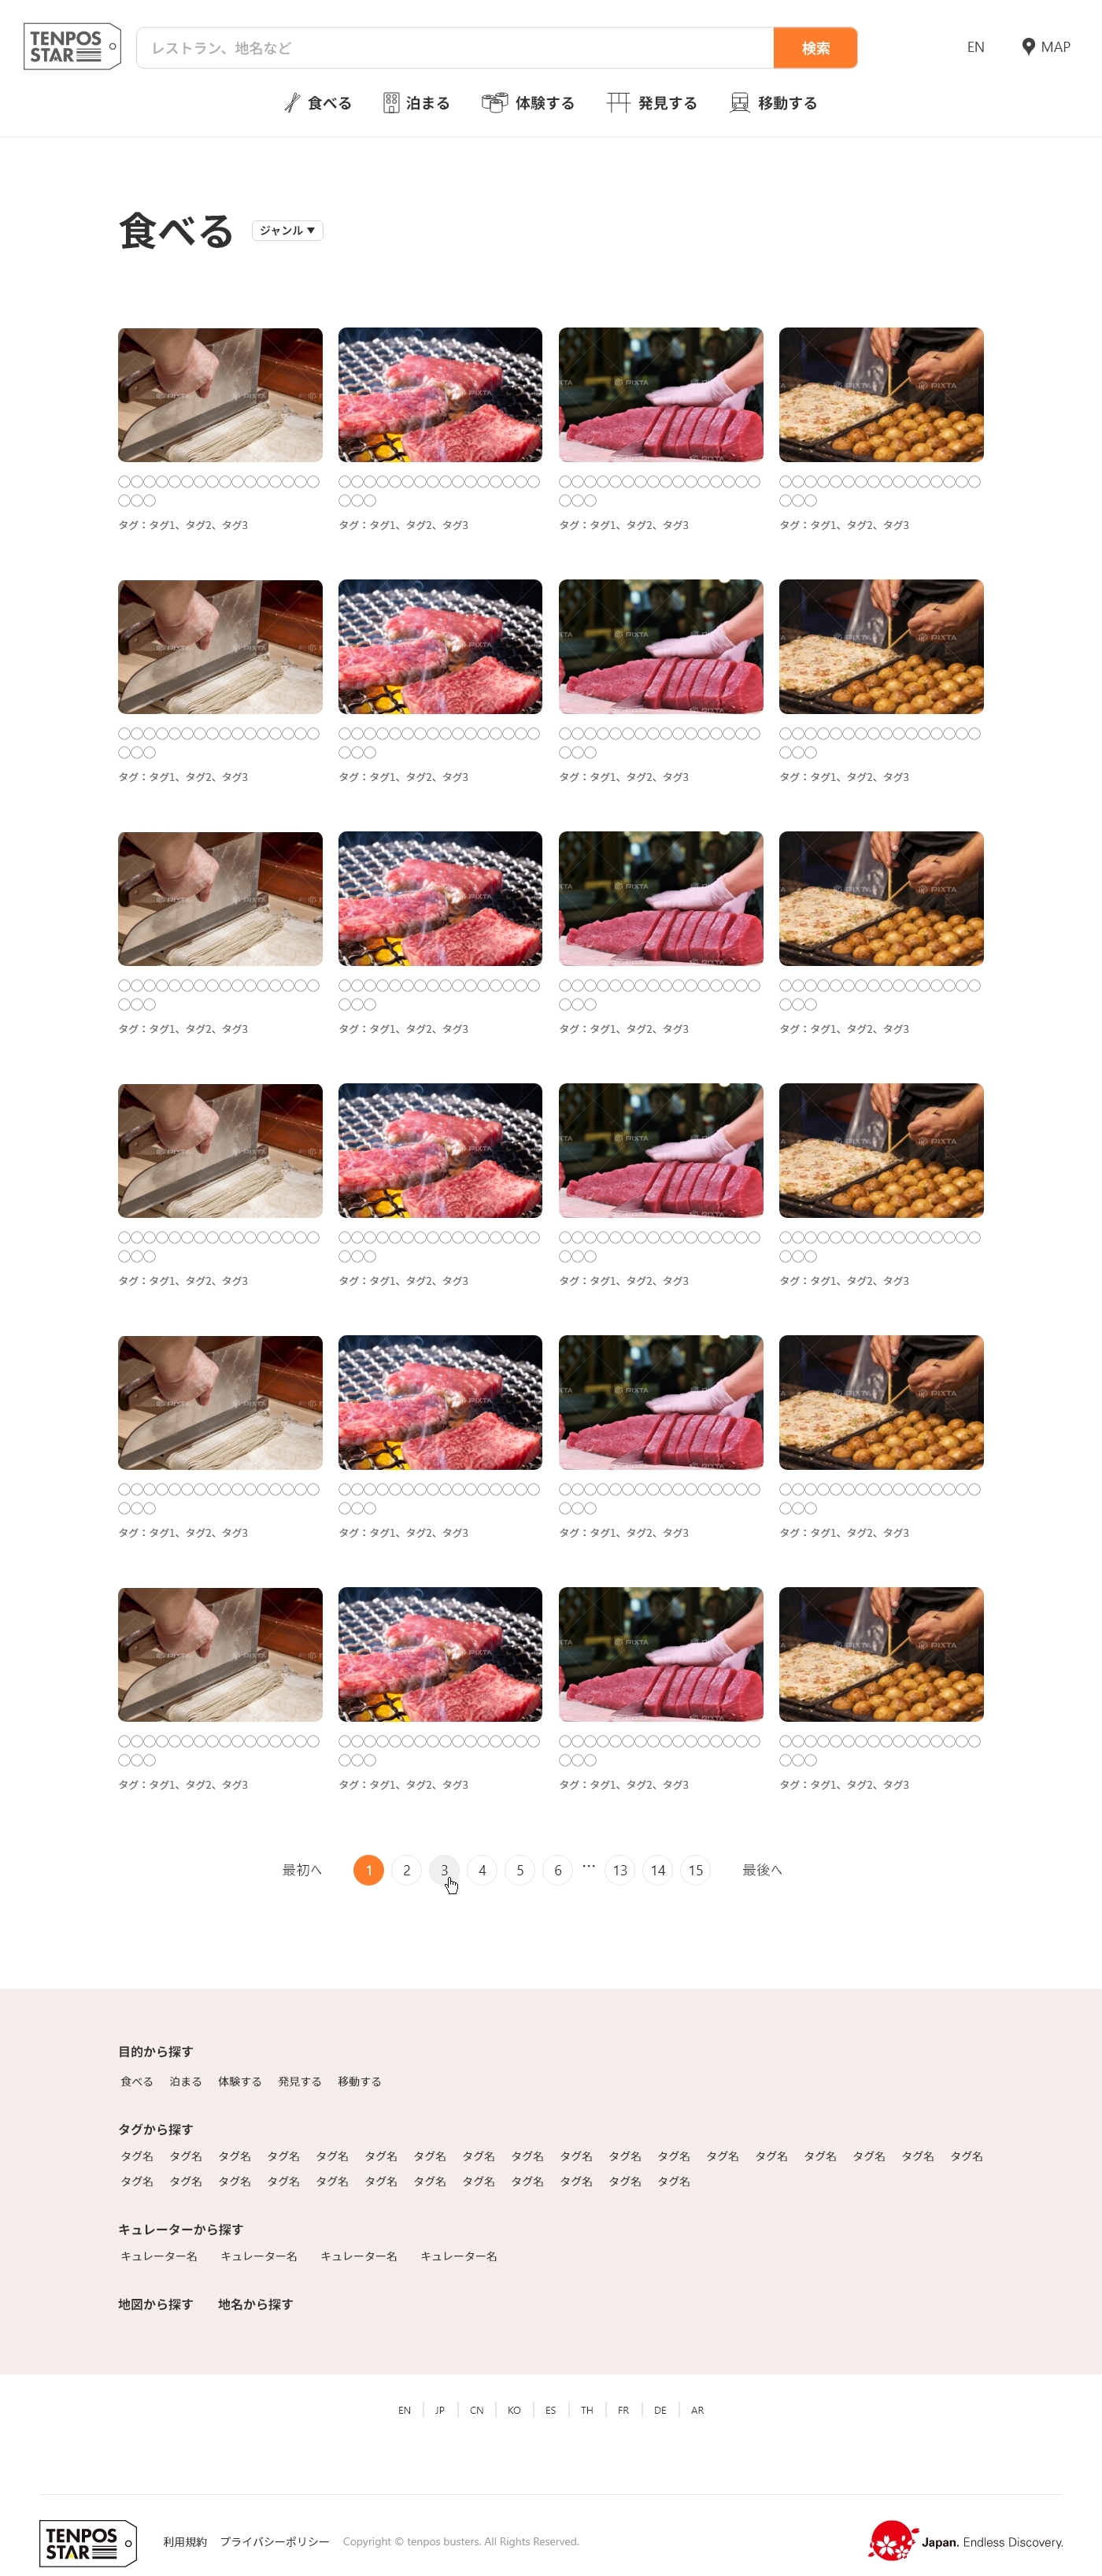 TENPOS
STAR
レストラン、地名など
検索
EN
MAP
食べる
泊まる
体験する
発見する
移動する
食べる
ジャンル ▼
◯◯◯◯◯◯◯◯◯◯◯◯◯◯◯◯
◯◯◯
タグ：タグ1、タグ2、タグ3
◯◯◯◯◯◯◯◯◯◯◯◯◯◯◯◯
◯◯◯
タグ：タグ1、タグ2、タグ3
◯◯◯◯◯◯◯◯◯◯◯◯◯◯◯◯
◯◯◯
タグ：タグ1、タグ2、タグ3
◯◯◯◯◯◯◯◯◯◯◯◯◯◯◯◯
◯◯◯
タグ：タグ1、タグ2、タグ3
◯◯◯◯◯◯◯◯◯◯◯◯◯◯◯◯
◯◯◯
タグ：タグ1、タグ2、タグ3
◯◯◯◯◯◯◯◯◯◯◯◯◯◯◯◯
◯◯◯
タグ：タグ1、タグ2、タグ3
◯◯◯◯◯◯◯◯◯◯◯◯◯◯◯◯
◯◯◯
タグ：タグ1、タグ2、タグ3
◯◯◯◯◯◯◯◯◯◯◯◯◯◯◯◯
◯◯◯
タグ：タグ1、タグ2、タグ3
◯◯◯◯◯◯◯◯◯◯◯◯◯◯◯◯
◯◯◯
タグ：タグ1、タグ2、タグ3
◯◯◯◯◯◯◯◯◯◯◯◯◯◯◯◯
◯◯◯
タグ：タグ1、タグ2、タグ3
◯◯◯◯◯◯◯◯◯◯◯◯◯◯◯◯
◯◯◯
タグ：タグ1、タグ2、タグ3
◯◯◯◯◯◯◯◯◯◯◯◯◯◯◯◯
◯◯◯
タグ：タグ1、タグ2、タグ3
◯◯◯◯◯◯◯◯◯◯◯◯◯◯◯◯
◯◯◯
タグ：タグ1、タグ2、タグ3
◯◯◯◯◯◯◯◯◯◯◯◯◯◯◯◯
◯◯◯
タグ：タグ1、タグ2、タグ3
◯◯◯◯◯◯◯◯◯◯◯◯◯◯◯◯
◯◯◯
タグ：タグ1、タグ2、タグ3
◯◯◯◯◯◯◯◯◯◯◯◯◯◯◯◯
◯◯◯
タグ：タグ1、タグ2、タグ3
◯◯◯◯◯◯◯◯◯◯◯◯◯◯◯◯
◯◯◯
タグ：タグ1、タグ2、タグ3
◯◯◯◯◯◯◯◯◯◯◯◯◯◯◯◯
◯◯◯
タグ：タグ1、タグ2、タグ3
◯◯◯◯◯◯◯◯◯◯◯◯◯◯◯◯
◯◯◯
タグ：タグ1、タグ2、タグ3
◯◯◯◯◯◯◯◯◯◯◯◯◯◯◯◯
◯◯◯
タグ：タグ1、タグ2、タグ3
◯◯◯◯◯◯◯◯◯◯◯◯◯◯◯◯
◯◯◯
タグ：タグ1、タグ2、タグ3
◯◯◯◯◯◯◯◯◯◯◯◯◯◯◯◯
◯◯◯
タグ：タグ1、タグ2、タグ3
◯◯◯◯◯◯◯◯◯◯◯◯◯◯◯◯
◯◯◯
タグ：タグ1、タグ2、タグ3
◯◯◯◯◯◯◯◯◯◯◯◯◯◯◯◯
◯◯◯
タグ：タグ1、タグ2、タグ3
最初へ 1 2 3 4 5 6 … 13 14 15 最後へ
目的から探す
食べる 泊まる 体験する 発見する 移動する
タグから探す
タグ名 タグ名 タグ名 タグ名 タグ名 タグ名 タグ名 タグ名 タグ名 タグ名 タグ名 タグ名 タグ名 タグ名 タグ名 タグ名 タグ名 タグ名
タグ名 タグ名 タグ名 タグ名 タグ名 タグ名 タグ名 タグ名 タグ名 タグ名 タグ名 タグ名
キュレーターから探す
キュレーター名 キュレーター名 キュレーター名 キュレーター名
地図から探す 地名から探す
EN JP CN KO ES TH FR DE AR
TENPOS
STAR
利用規約 プライバシーポリシー Copyright © tenpos busters. All Rights Reserved.
Japan. Endless Discovery.